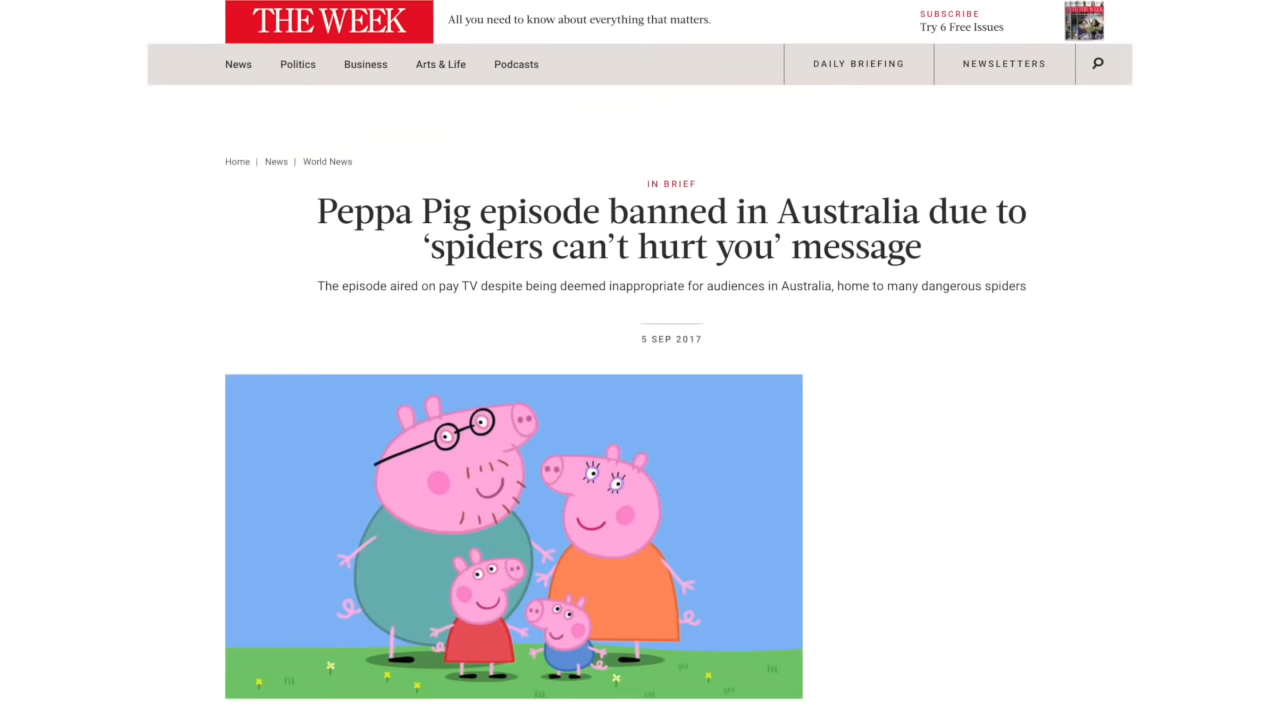 THE WEEK
All you need to know about everything that matters.
SUBSCRIBE
Try 6 Free Issues
News Politics Business Arts & Life Podcasts DAILY BRIEFING NEWSLETTERS
Home | News | World News
IN BRIEF
Peppa Pig episode banned in Australia due to
‘spiders can’t hurt you’ message
The episode aired on pay TV despite being deemed inappropriate for audiences in Australia, home to many dangerous spiders
5 SEP 2017